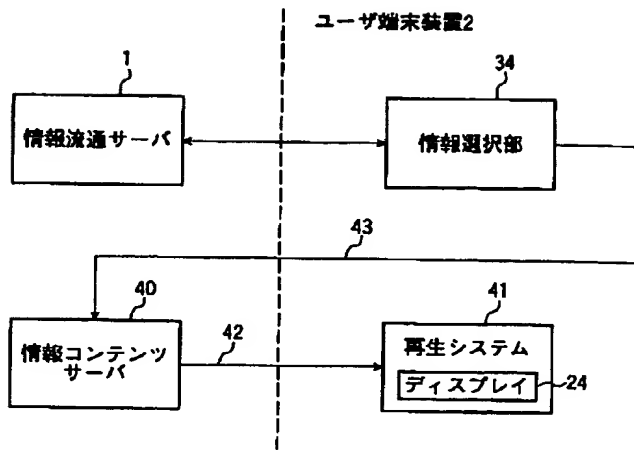 ユーザ端末装置2
1
34
情報流通サーバ
情報選択部
43
40
41
情報コンテンツ
サーバ
42
再生システム
ディスプレイ
24